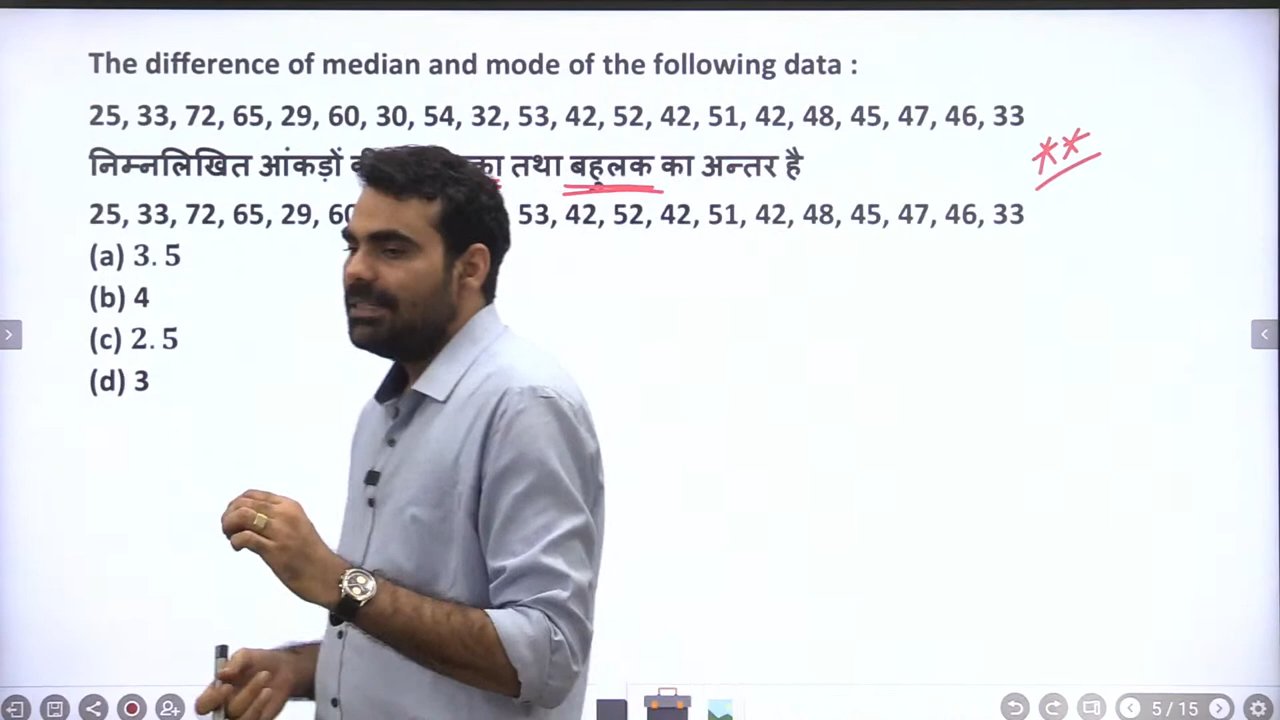 The difference of median and mode of the following data :
25, 33, 72, 65, 29, 60, 30, 54, 32, 53, 42, 52, 42, 51, 42, 48, 45, 47, 46, 33
**
निम्नलिखित आंकड़ों तथा बहुलक का अन्तर है
25, 33, 72, 65, 29, 53, 42, 52, 42, 51, 42, 48, 45, 47, 46, 33
(a) 3.5
(b) 4
(c) 2.5
(d) 3
5 / 15